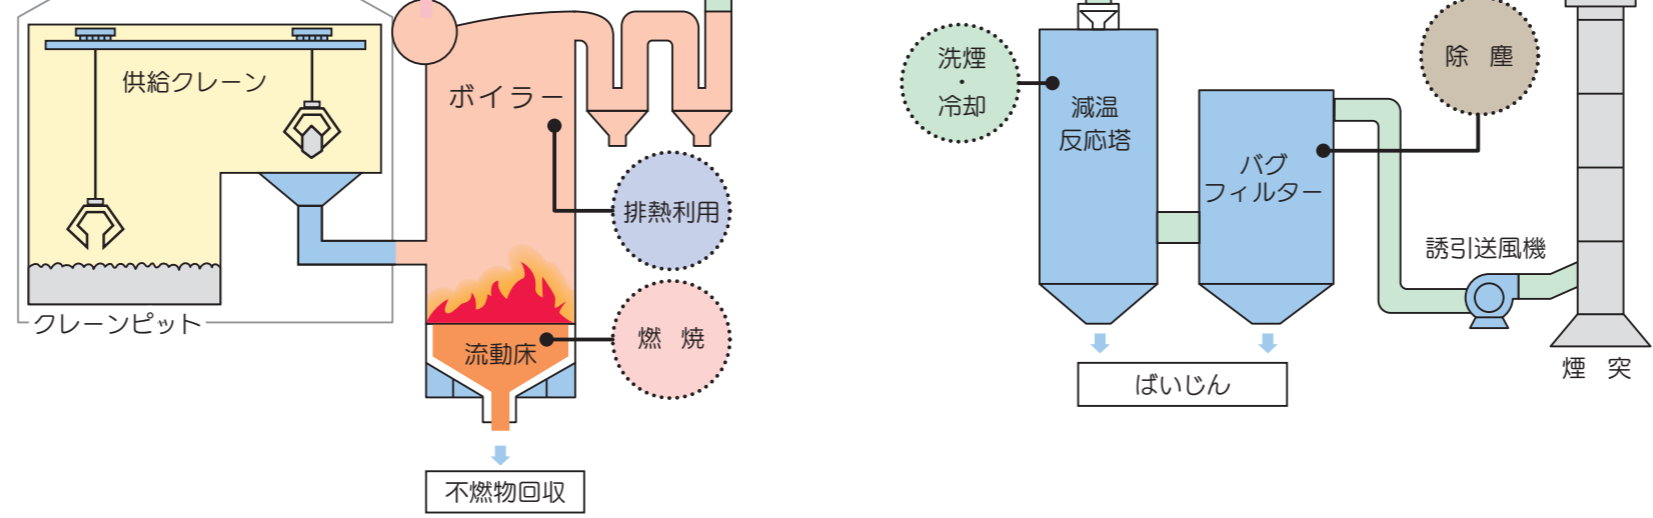 供給クレーン
クレーンピット
ボイラー
排熱利用
燃 焼
流動床
不燃物回収
洗煙
・
冷却
減温
反応塔
バグ
フィルター
除 塵
誘引送風機
煙 突
ばいじん